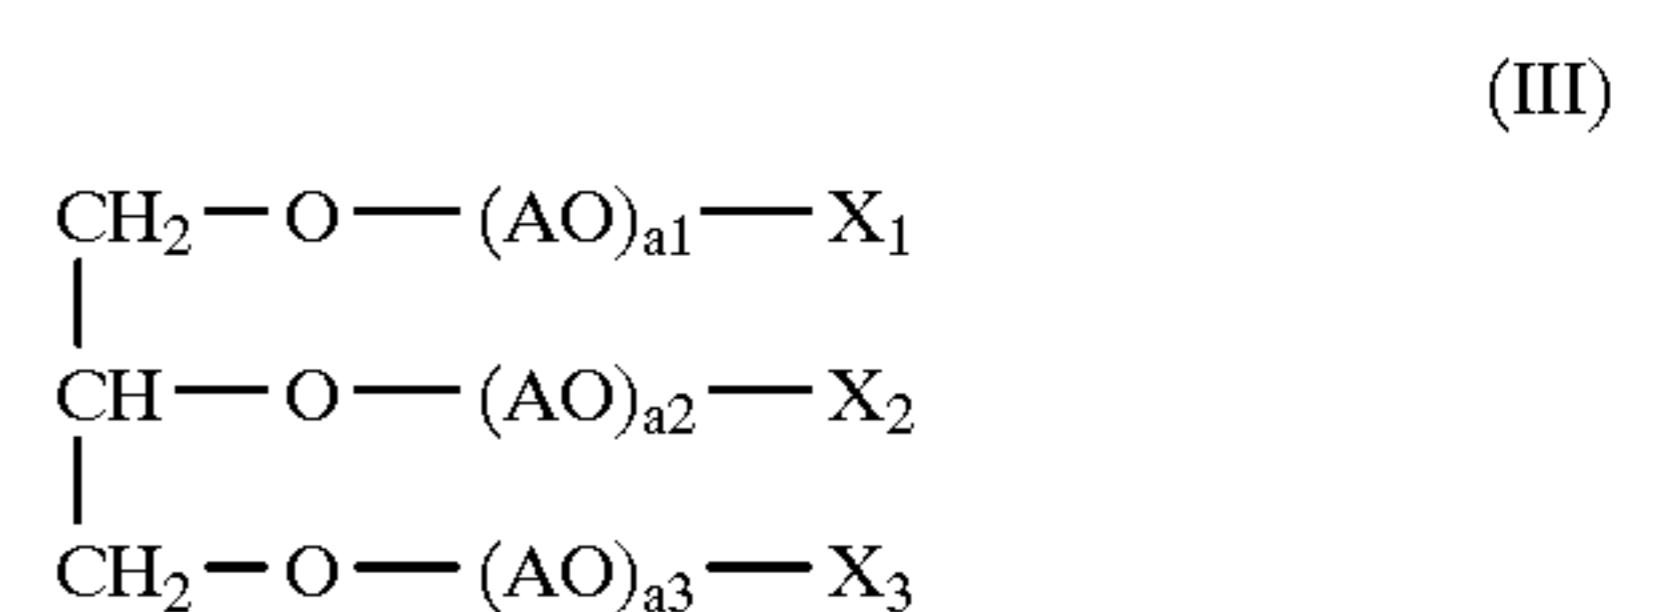 (III)
CH₂—O—(AO)ₐ₁—X₁
CH—O—(AO)ₐ₂—X₂
CH₂—O—(AO)ₐ₃—X₃